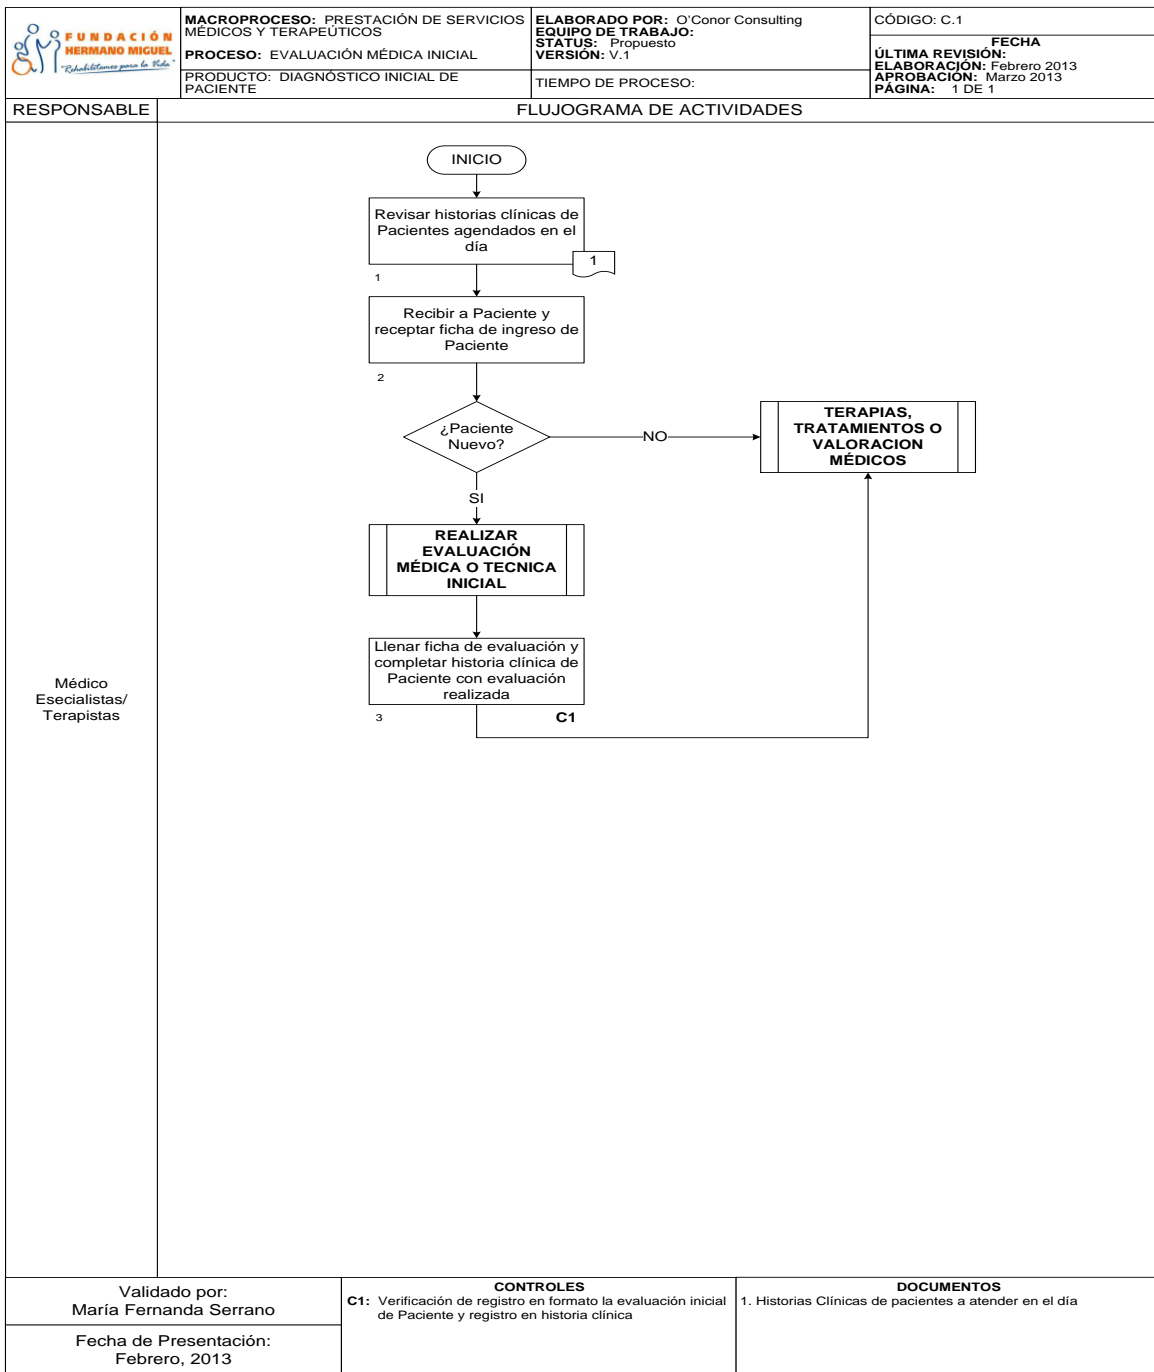 FUNDACIÓN
HERMANO MIGUEL
"Rehabilitamos para la Vida"
MACROPROCESO: PRESTACIÓN DE SERVICIOS
MÉDICOS Y TERAPEÚTICOS
PROCESO: EVALUACIÓN MÉDICA INICIAL
PRODUCTO: DIAGNÓSTICO INICIAL DE
PACIENTE
ELABORADO POR: O'Conor Consulting
EQUIPO DE TRABAJO:
STATUS: Propuesto
VERSIÓN: V.1
TIEMPO DE PROCESO:
CÓDIGO: C.1
FECHA
ÚLTIMA REVISIÓN:
ELABORACIÓN: Febrero 2013
APROBACIÓN: Marzo 2013
PÁGINA: 1 DE 1
RESPONSABLE
FLUJOGRAMA DE ACTIVIDADES
INICIO
Revisar historias clínicas de
Pacientes agendados en el
día
1
1
Recibir a Paciente y
receptar ficha de ingreso de
Paciente
2
¿Paciente
Nuevo?
NO
TERAPIAS,
TRATAMIENTOS O
VALORACION
MÉDICOS
SI
REALIZAR
EVALUACIÓN
MÉDICA O TECNICA
INICIAL
Llenar ficha de evaluación y
completar historia clínica de
Paciente con evaluación
realizada
3
C1
Médico
Esecialistas/
Terapistas
Validado por:
María Fernanda Serrano
Fecha de Presentación:
Febrero, 2013
CONTROLES
C1: Verificación de registro en formato la evaluación inicial
de Paciente y registro en historia clínica
DOCUMENTOS
1. Historias Clínicas de pacientes a atender en el día